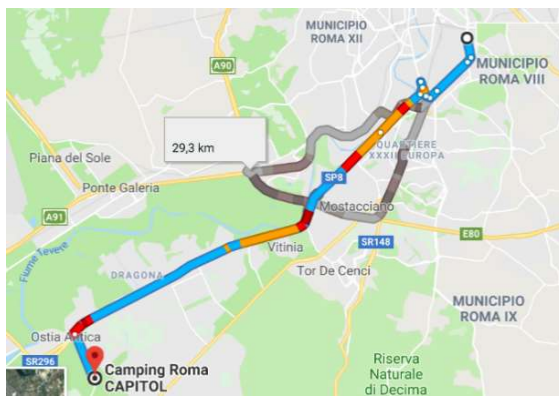 MUNICIPIO
ROMA XII
A90
MUNICIPIO
ROMA VIII
29,3 km
QUARTIERE
XXXII EUROPA
Piana del Sole
Ponte Galeria
SP8
Mostacciano
A91
E80
Vitinia
SR148
Fiume Tevere
DRAGONA
Tor De Cenci
MUNICIPIO
ROMA IX
Ostia Antica
SR296
Camping Roma
CAPITOL
Riserva
Naturale
di Decima